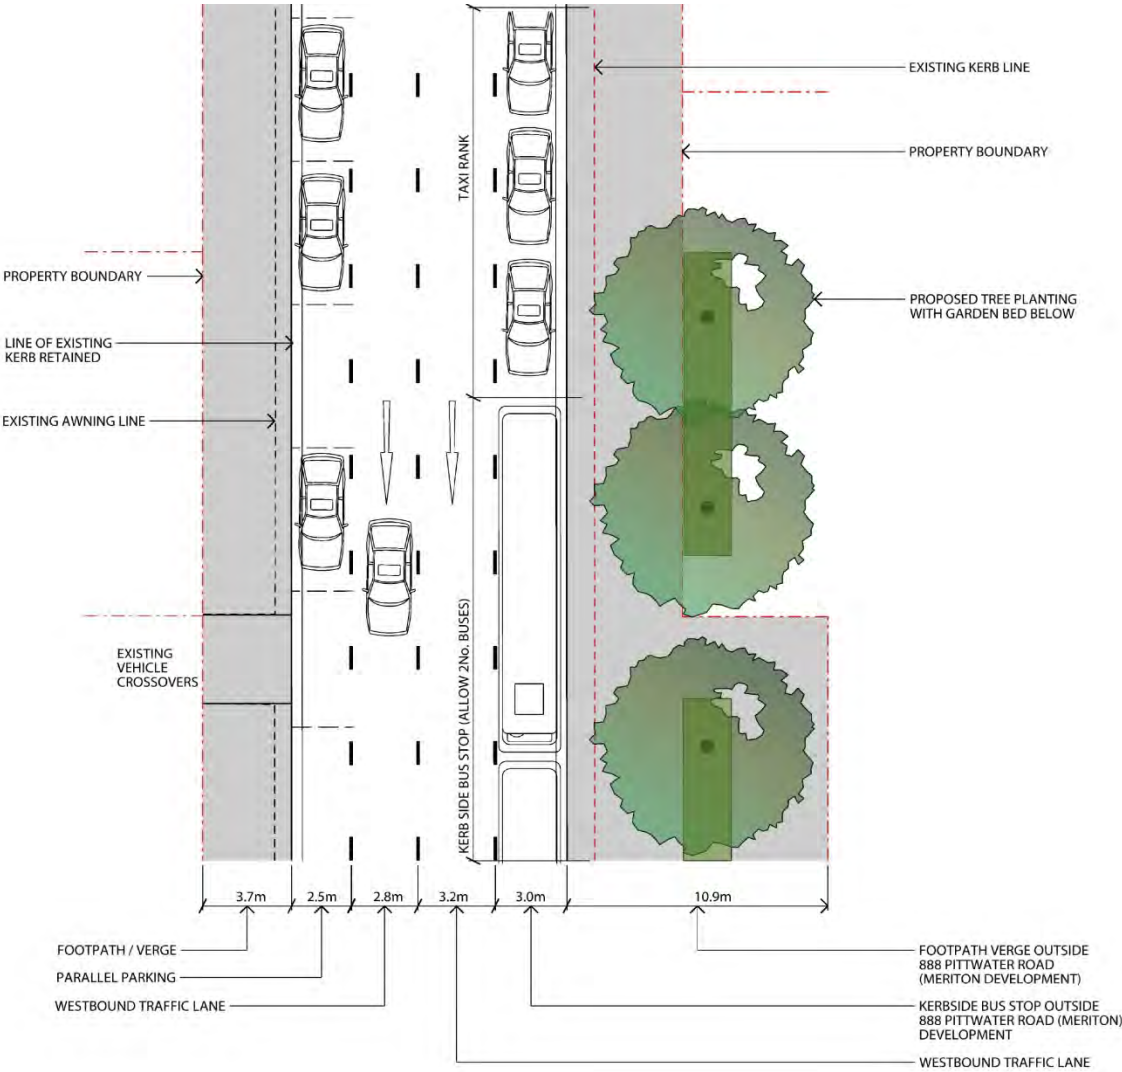 EXISTING KERB LINE
TAXI RANK
PROPERTY BOUNDARY
PROPERTY BOUNDARY
PROPOSED TREE PLANTING
WITH GARDEN BED BELOW
LINE OF EXISTING
KERB RETAINED
EXISTING AWNING LINE
KERB SIDE BUS STOP (ALLOW 2No. BUSES)
EXISTING
VEHICLE
CROSSOVERS
3.7m
2.5m
2.8m
3.2m
3.0m
10.9m
FOOTPATH / VERGE
PARALLEL PARKING
WESTBOUND TRAFFIC LANE
FOOTPATH VERGE OUTSIDE
888 PITTWATER ROAD
(MERITON DEVELOPMENT)
KERBSIDE BUS STOP OUTSIDE
888 PITTWATER ROAD (MERITON)
DEVELOPMENT
WESTBOUND TRAFFIC LANE